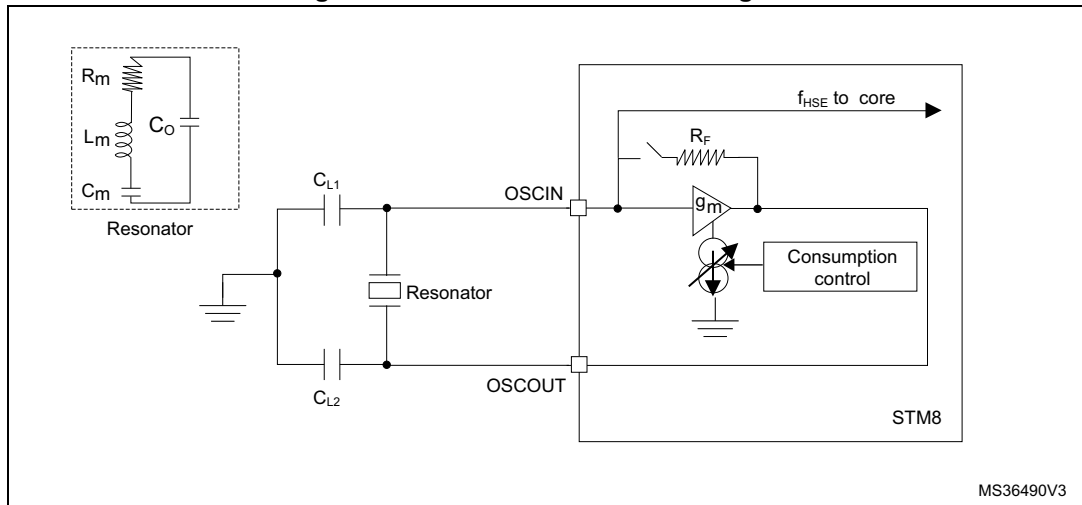 Rm
Lm
CO
Cm
Resonator
CL1
OSCIN
fHSE to core
RF
gm
Consumption
control
Resonator
CL2
OSCOUT
STM8
MS36490V3